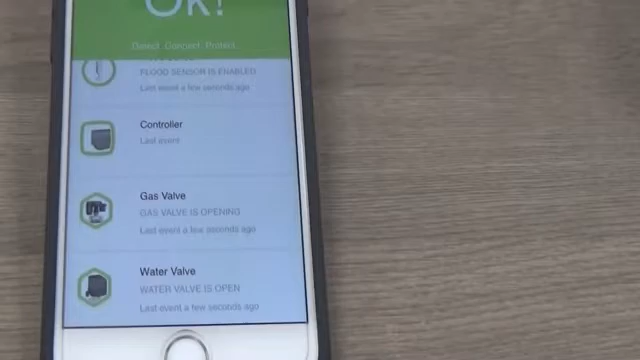 OK!
Detect. Connect. Protect.
FLOOD SENSOR IS ENABLED
Last event a few seconds ago
Controller
Last event
Gas Valve
GAS VALVE IS OPENING
Last event a few seconds ago
Water Valve
WATER VALVE IS OPEN
Last event a few seconds ago